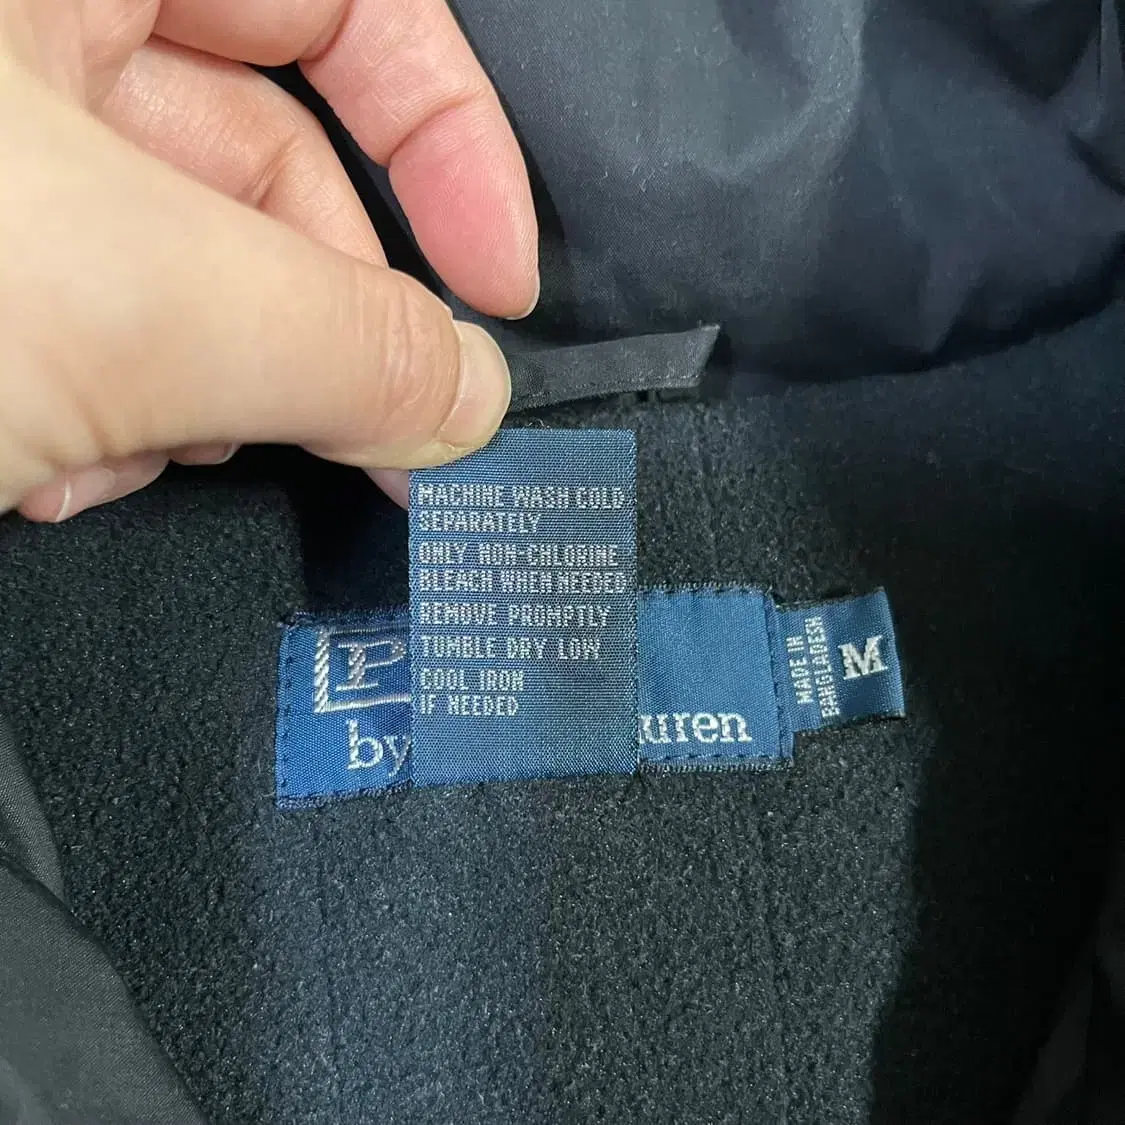 MACHINE WASH COLD
SEPARATELY
ONLY NON-CHLORINE
BLEACH WHEN NEEDED
REMOVE PROMPTLY
TUMBLE DRY LOW
COOL IRON
IF NEEDED
P
by
uren
MADE IN
BANGLADESH
M